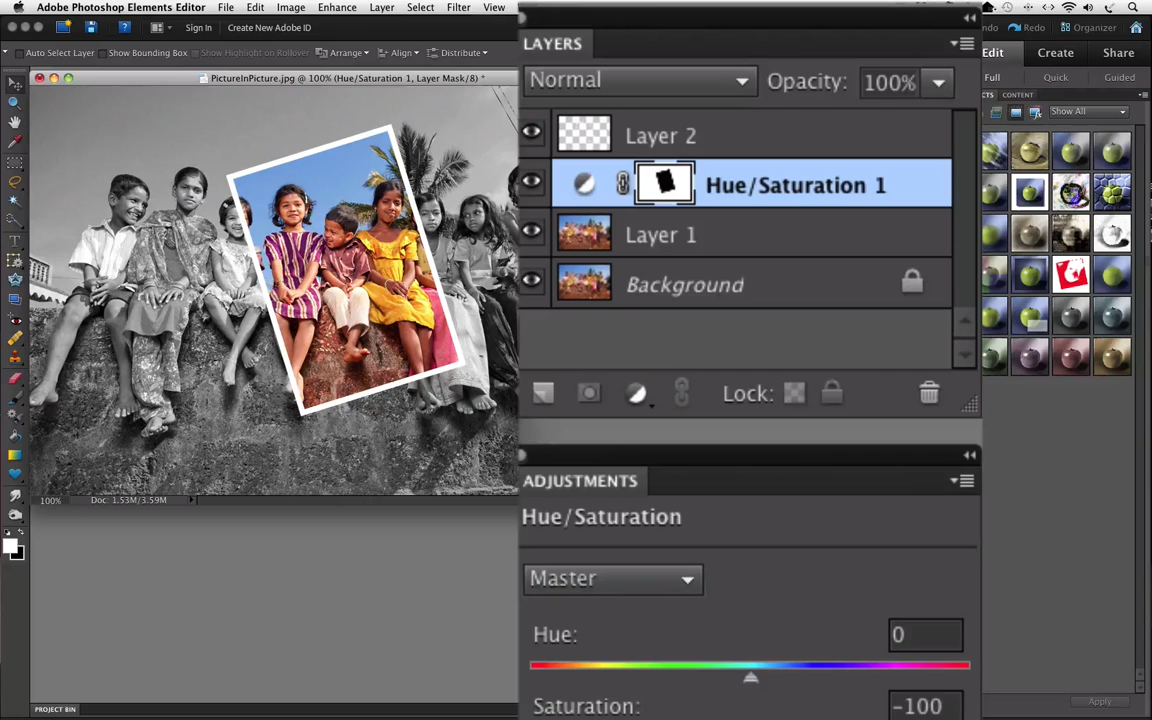 Adobe Photoshop Elements Editor File Edit Image Enhance Layer Select Filter View
Sign In Create New Adobe ID
Redo Organizer
Auto Select Layer Show Bounding Box Show Highlight on Rollover Arrange Align Distribute
Edit Create Share
Full Quick Guided
PictureInPicture.jpg @ 100% (Hue/Saturation 1, Layer Mask/8) *
CONTENT
Show All
LAYERS
Normal Opacity: 100%
Layer 2
Hue/Saturation 1
Layer 1
Background
Lock:
ADJUSTMENTS
Hue/Saturation
Master
Hue: 0
Saturation: -100
100% Doc: 1.53M/3.59M
PROJECT BIN
Apply